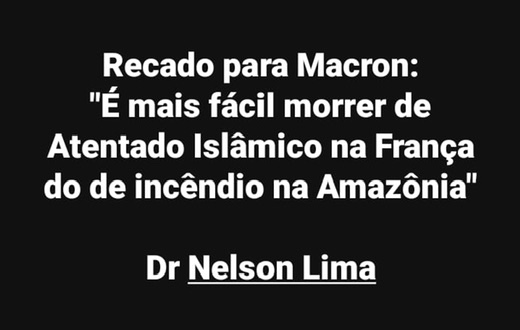 Recado para Macron:
"É mais fácil morrer de
Atentado Islâmico na França
do de incêndio na Amazônia"
Dr Nelson Lima